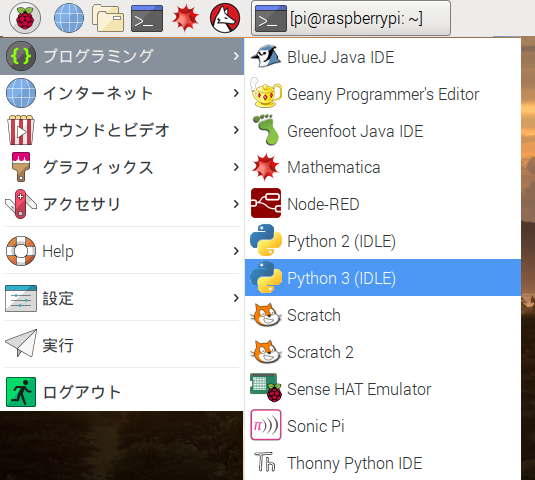 [pi@raspberrypi: ~]
プログラミング
インターネット
サウンドとビデオ
グラフィックス
アクセサリ
Help
設定
実行
ログアウト
BlueJ Java IDE
Geany Programmer's Editor
Greenfoot Java IDE
Mathematica
Node-RED
Python 2 (IDLE)
Python 3 (IDLE)
Scratch
Scratch 2
Sense HAT Emulator
Sonic Pi
Thonny Python IDE